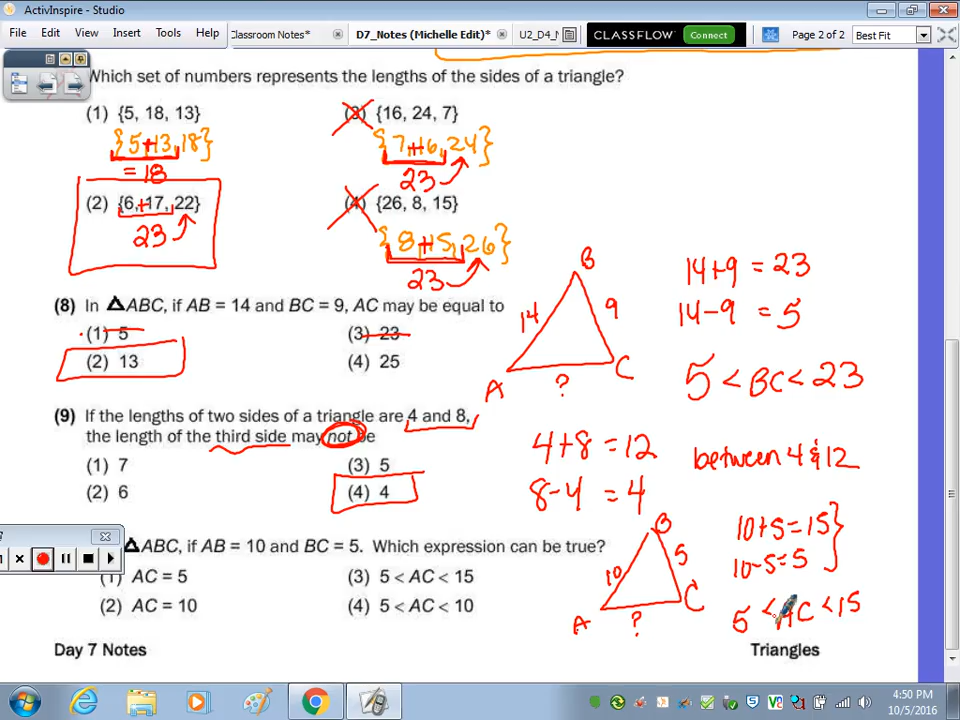 ActivInspire - Studio
File Edit View Insert Tools Help Classroom Notes* D7_Notes (Michelle Edit)* U2_D4_N CLASSFLOW Connect Page 2 of 2 Best Fit
Which set of numbers represents the lengths of the sides of a triangle?
(1) {5, 18, 13} (3) {16, 24, 7}
{5+13, 18} {7+16, 24}
= 18 23
(2) {6,+17, 22} (4) {26, 8, 15}
23 {8+15, 26}
23
B
14+9 = 23
14-9 = 5
14 9
A ? C
5 < BC < 23
(8) In ΔABC, if AB = 14 and BC = 9, AC may be equal to
(1) 5 (3) 23
(2) 13 (4) 25
(9) If the lengths of two sides of a triangle are 4 and 8,
the length of the third side may not be
(1) 7 (3) 5
(2) 6 (4) 4
4+8 = 12
8-4 = 4
between 4 & 12
ΔABC, if AB = 10 and BC = 5. Which expression can be true?
(1) AC = 5 (3) 5 < AC < 15
(2) AC = 10 (4) 5 < AC < 10
B
10 5
A ? C
10+5=15
10-5=5
5 < AC < 15
Day 7 Notes Triangles
4:50 PM
10/5/2016